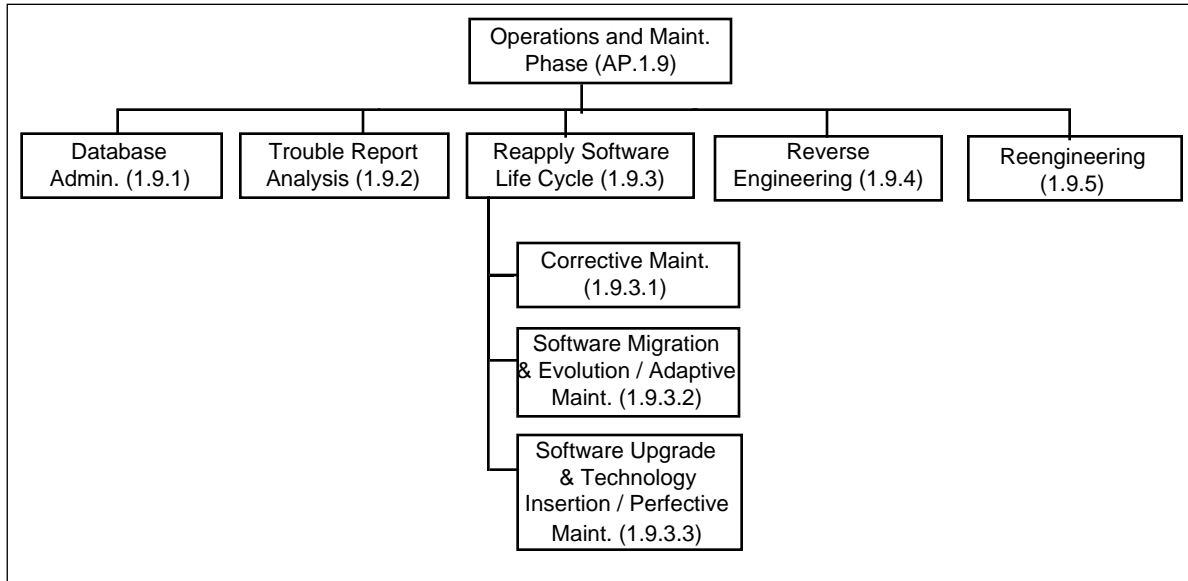 Operations and Maint.
Phase (AP.1.9)
Database
Admin. (1.9.1)
Trouble Report
Analysis (1.9.2)
Reapply Software
Life Cycle (1.9.3)
Reverse
Engineering (1.9.4)
Reengineering
(1.9.5)
Corrective Maint.
(1.9.3.1)
Software Migration
& Evolution / Adaptive
Maint. (1.9.3.2)
Software Upgrade
& Technology
Insertion / Perfective
Maint. (1.9.3.3)